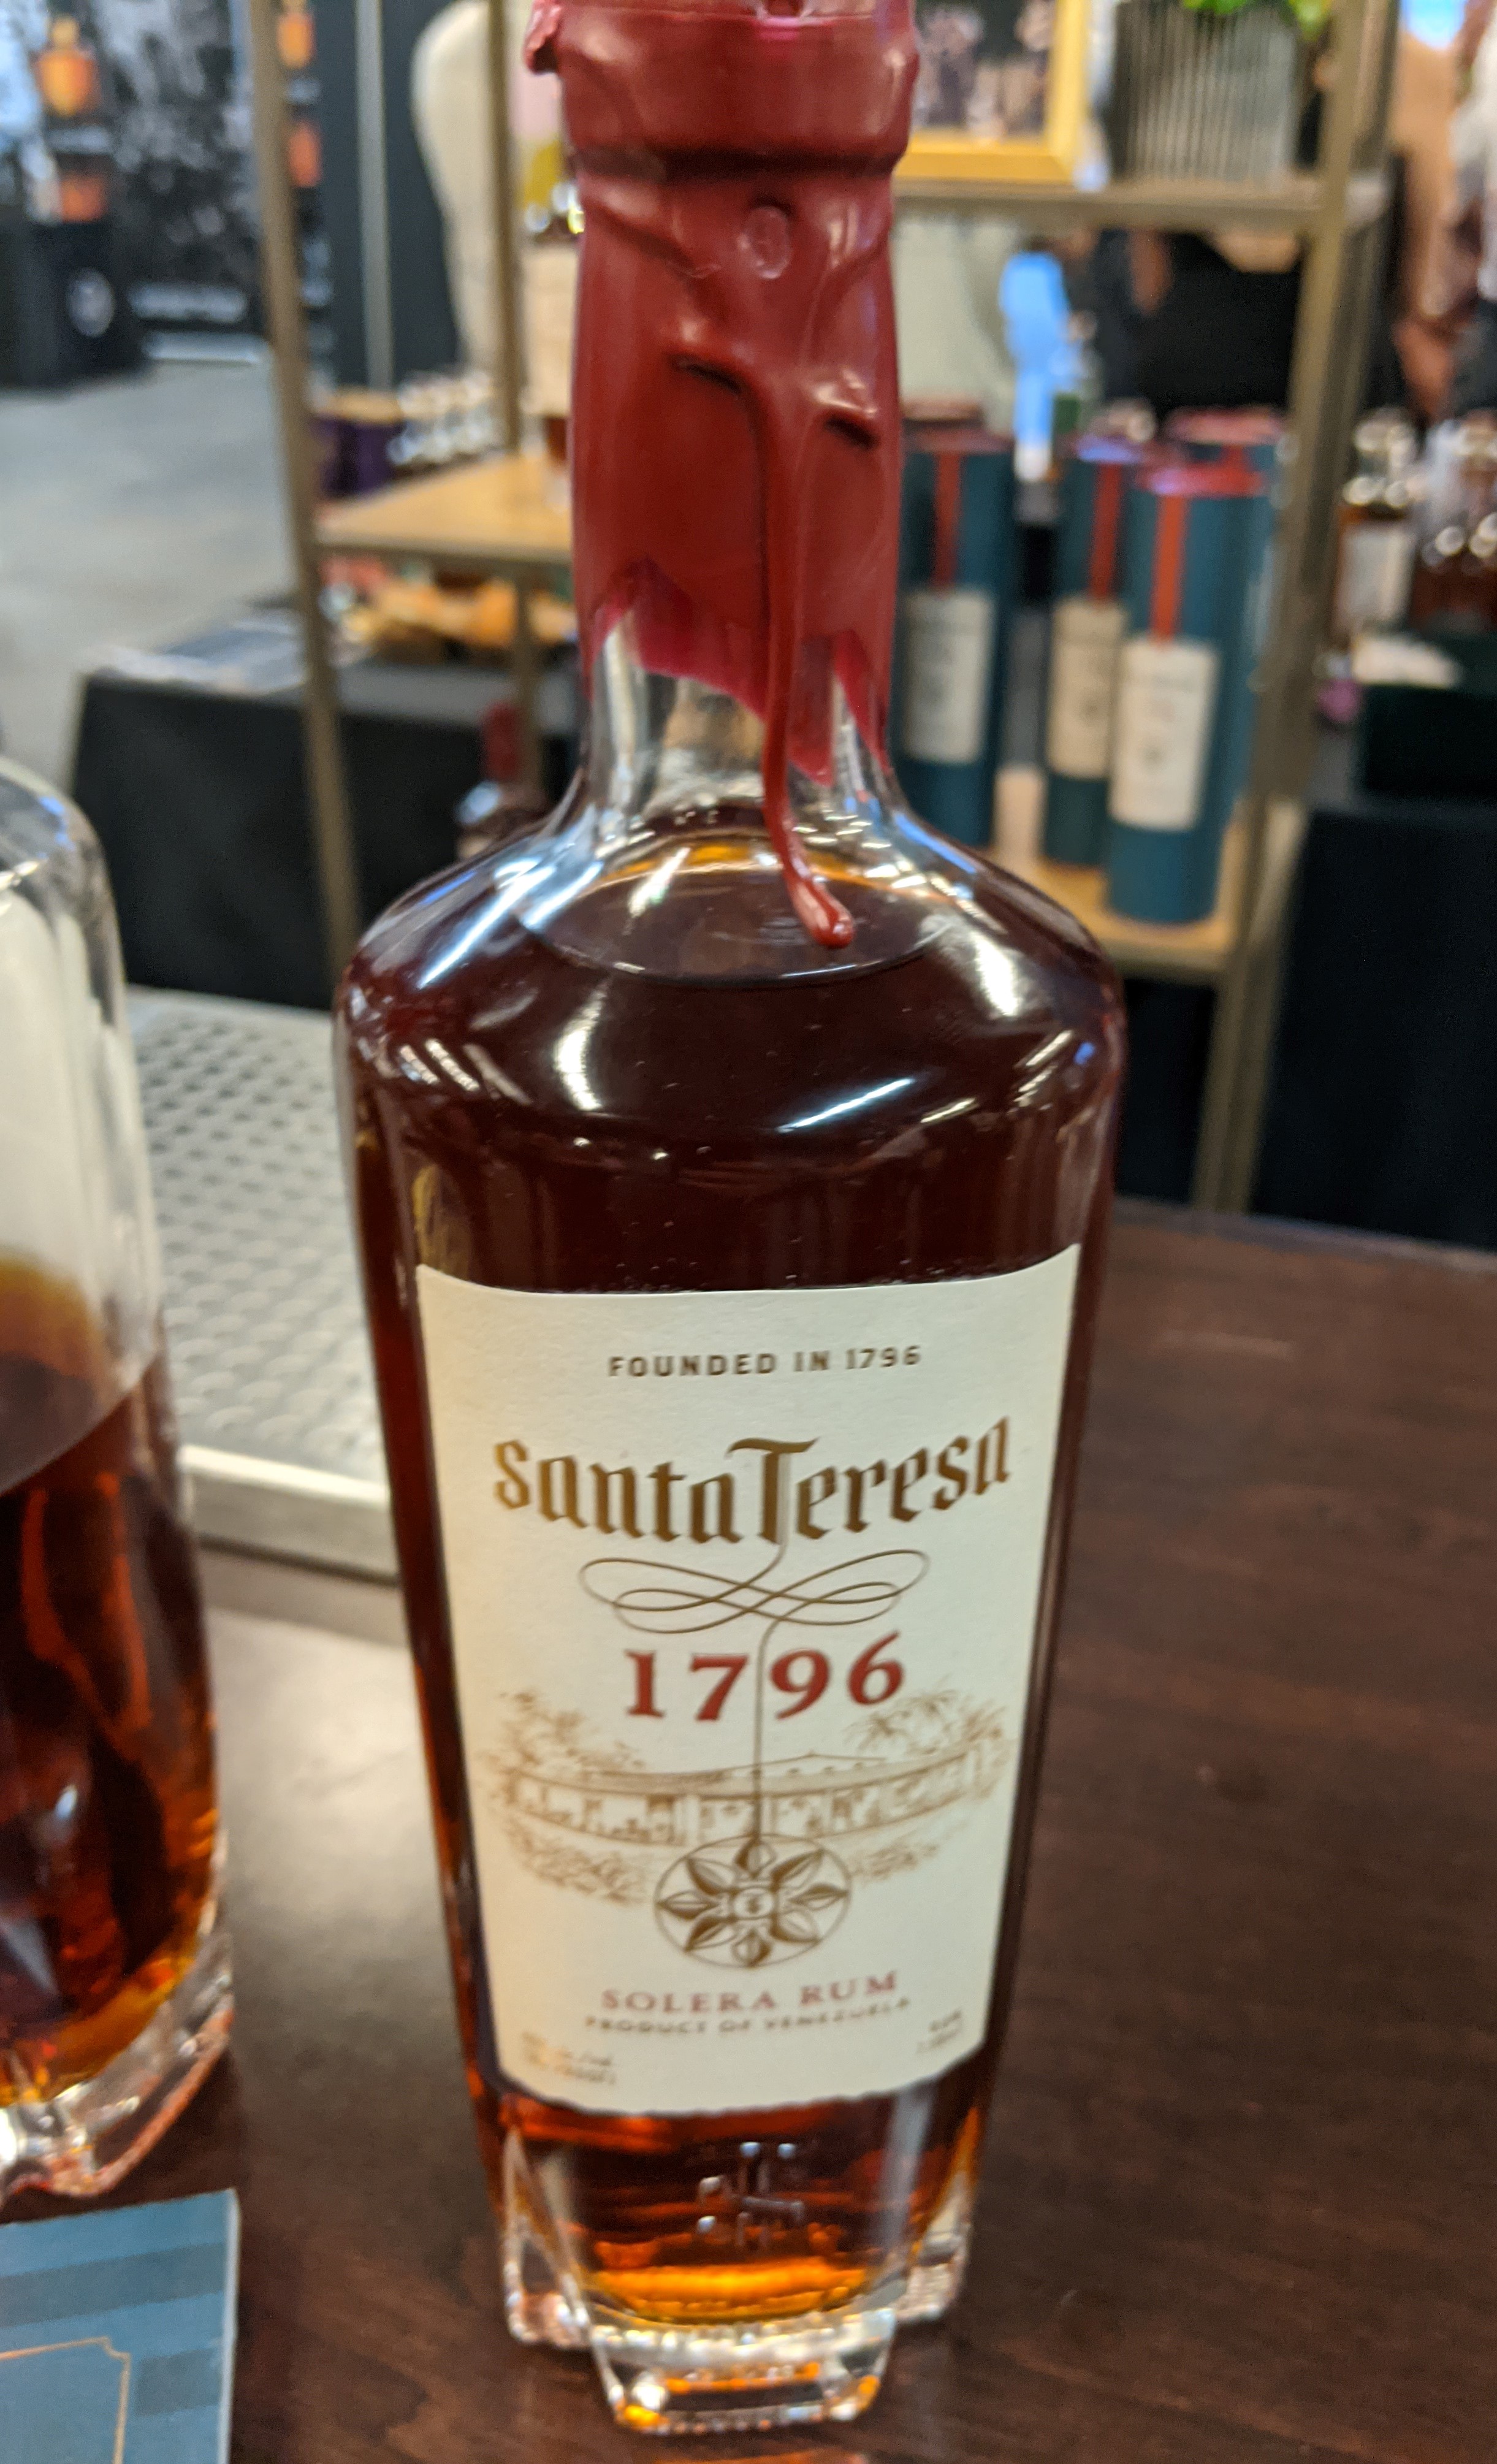 FOUNDED IN 1796
Santa Teresa
1796
SOLERA RUM
PRODUCT OF VENEZUELA